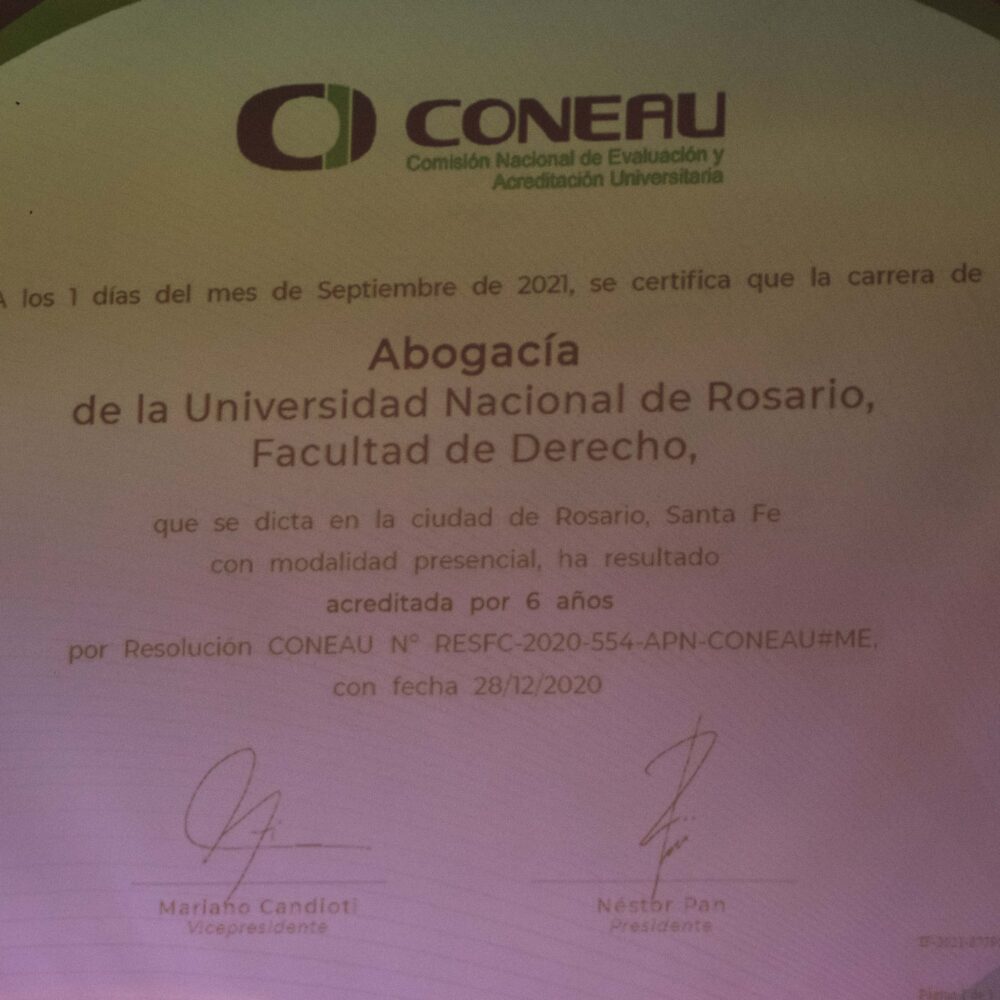 CONEAU
Comisión Nacional de Evaluación y
Acreditación Universitaria
A los 1 días del mes de Septiembre de 2021, se certifica que la carrera de
Abogacía
de la Universidad Nacional de Rosario,
Facultad de Derecho,
que se dicta en la ciudad de Rosario, Santa Fe
con modalidad presencial, ha resultado
acreditada por 6 años
por Resolución CONEAU N° RESFC-2020-554-APN-CONEAU#ME,
con fecha 28/12/2020
Mariano Candioti
Vicepresidente
Néstor Pan
Presidente